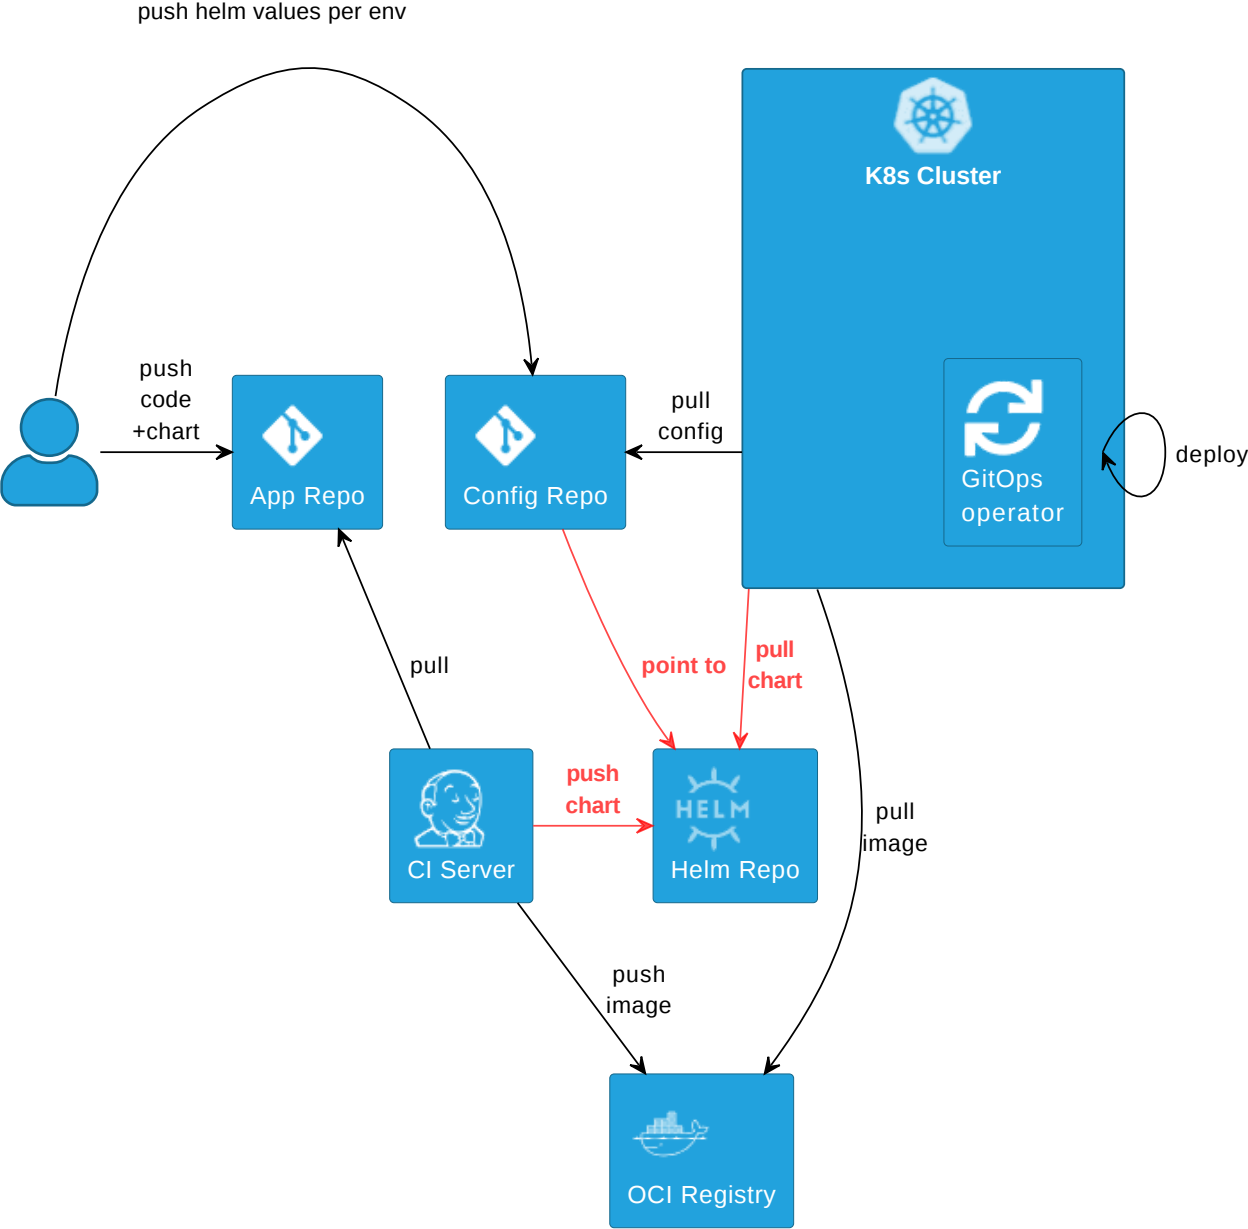 push helm values per env
K8s Cluster
push
code
+chart
App Repo
Config Repo
pull
config
GitOps
operator
deploy
pull
point to
pull
chart
push
chart
CI Server
HELM
Helm Repo
pull
image
push
image
OCI Registry